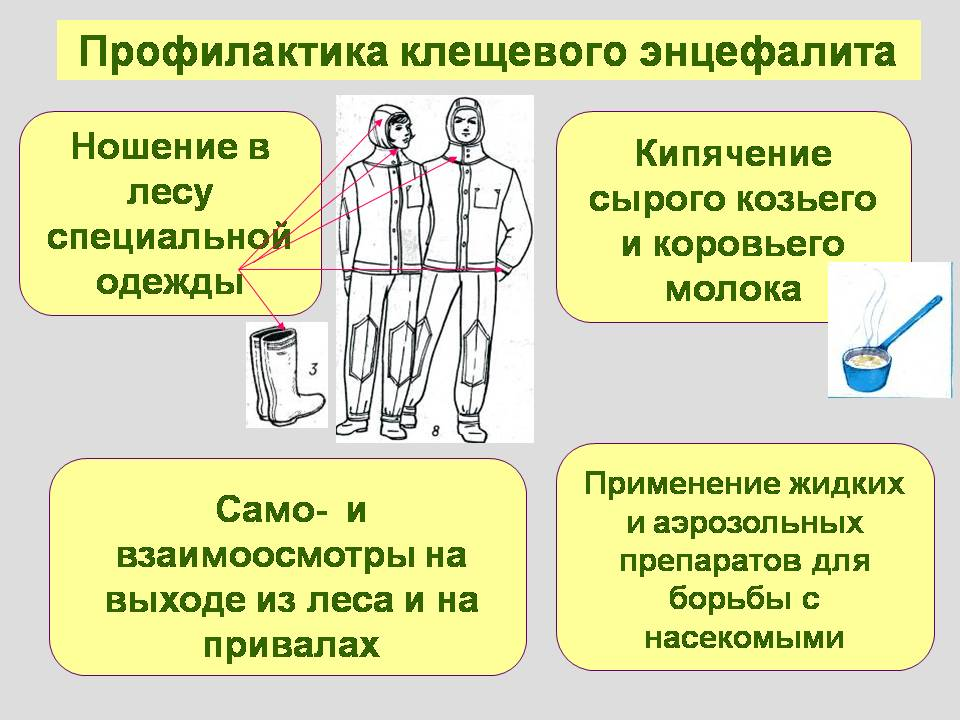 Профилактика клещевого энцефалита
Ношение в
лесу
специальной
одежды
3
8
Кипячение
сырого козьего
и коровьего
молока
Само- и
взаимоосмотры на
выходе из леса и на
привалах
Применение жидких
и аэрозольных
препаратов для
борьбы с
насекомыми